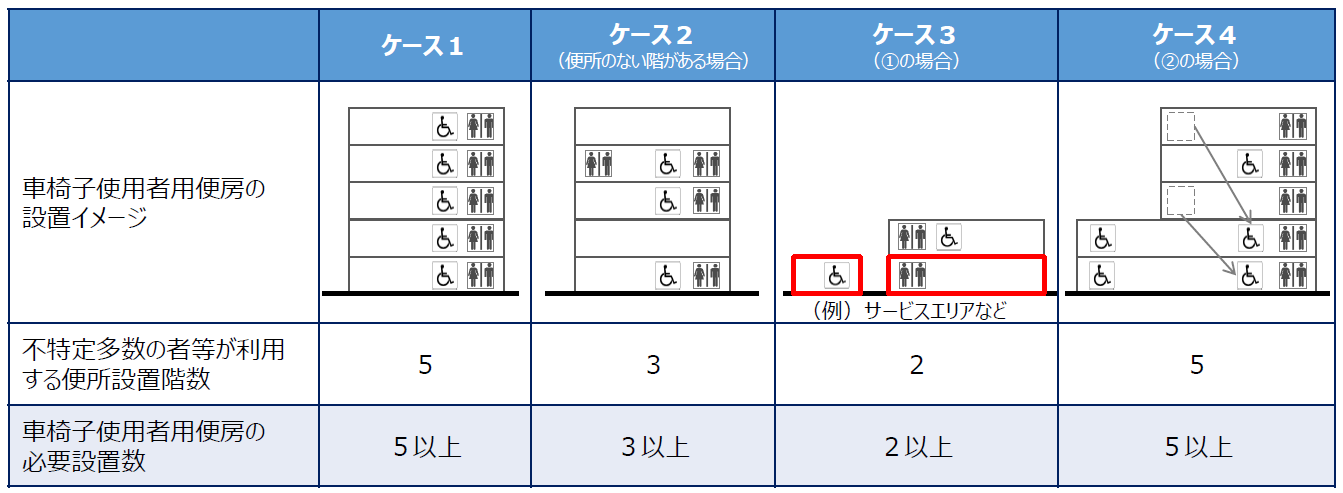 ケース１
ケース２
（便所のない階がある場合）
ケース３
（①の場合）
ケース４
（②の場合）
車椅子使用者用便房の
設置イメージ
（例）サービスエリアなど
不特定多数の者等が利用
する便所設置階数
5
3
2
5
車椅子使用者用便房の
必要設置数
５以上
３以上
２以上
５以上